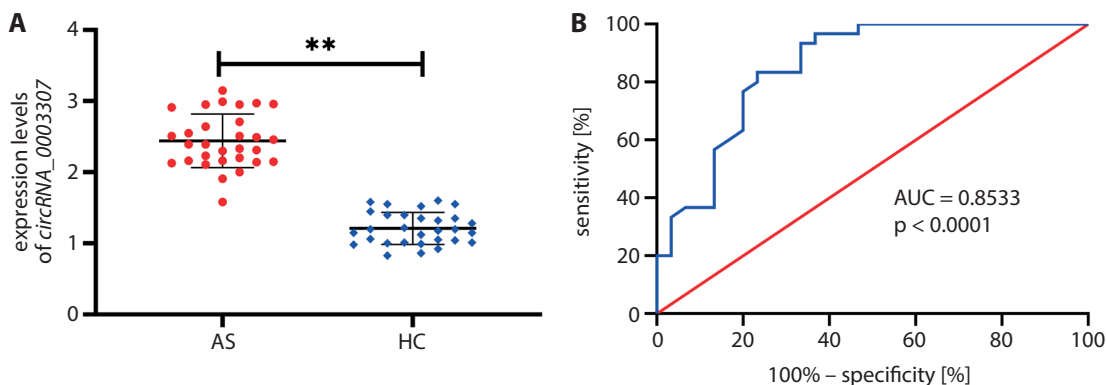 A
expression levels
of circRNA_0003307
4
3
2
1
0
**
AS
HC
B
sensitivity [%]
100
80
60
40
20
0
AUC = 0.8533
p < 0.0001
0
20
40
60
80
100
100% – specificity [%]